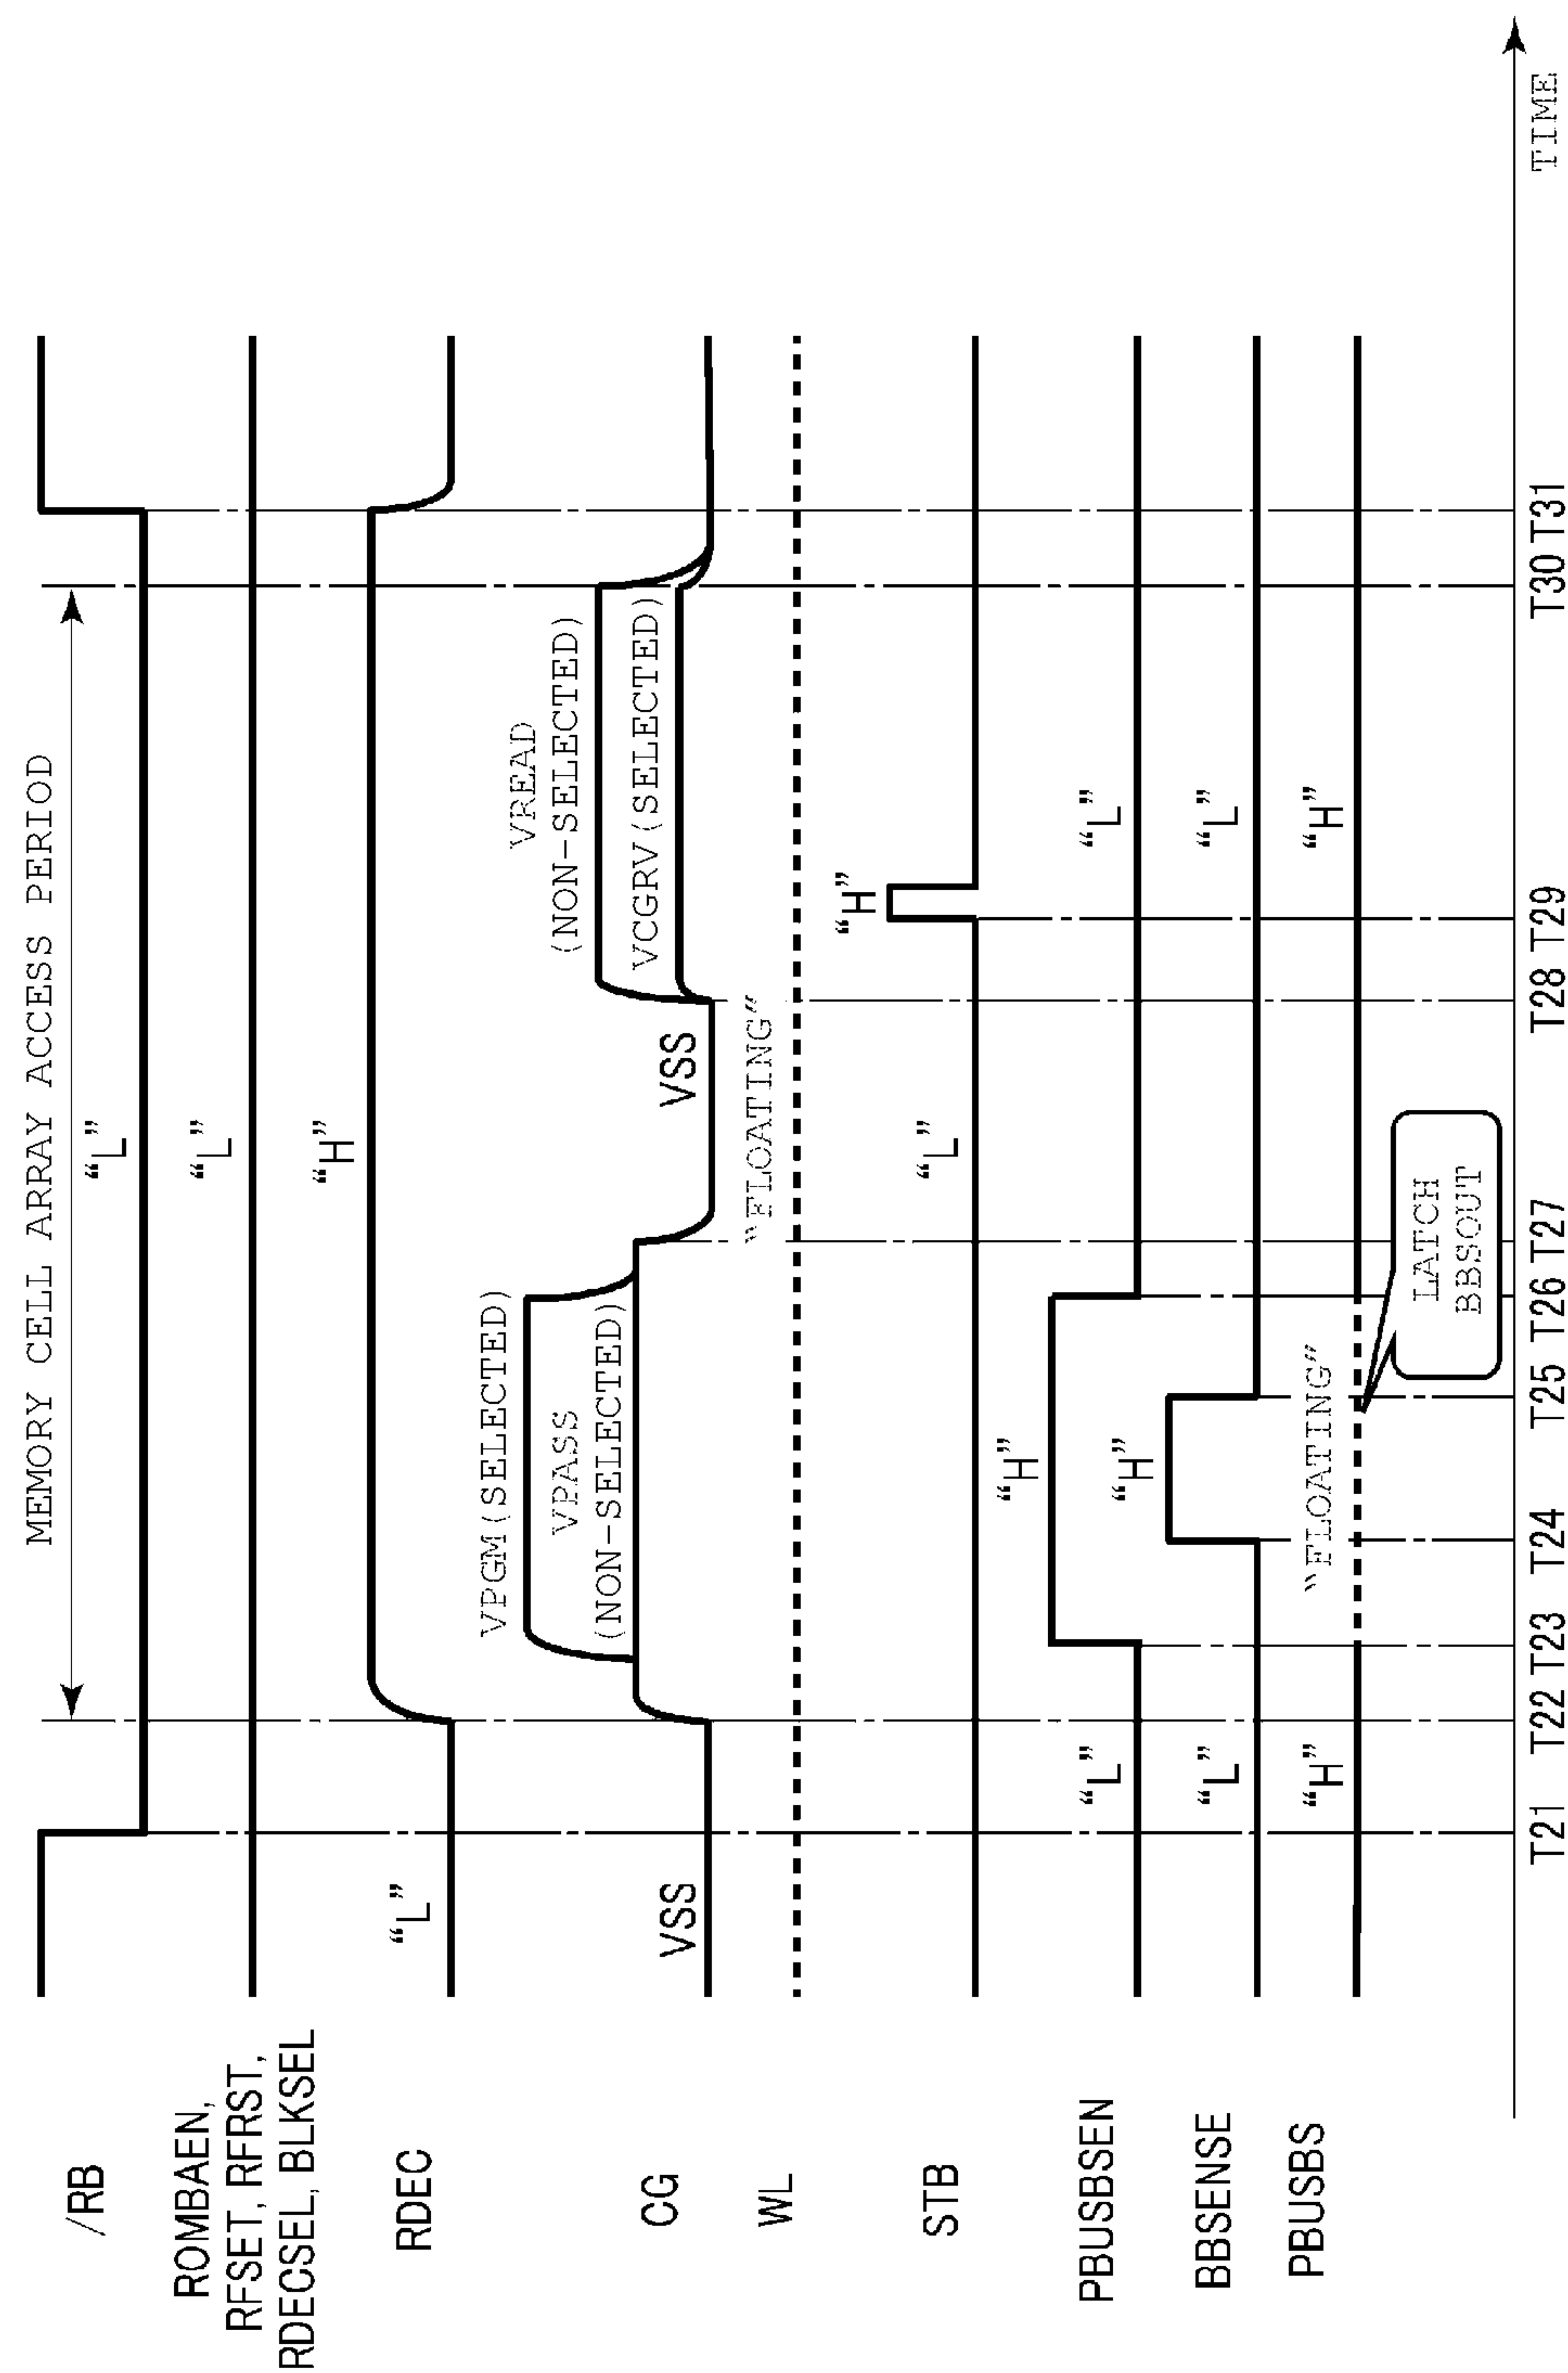 MEMORY CELL ARRAY ACCESS PERIOD
/RB
“L”
ROMBAEN,
RFSET, RFRST,
RDECSEL, BLKSEL
“L”
RDEC
“L”
“H”
CG
VSS
VPGM(SELECTED)
VPASS
(NON-SELECTED)
VSS
VREAD
(NON-SELECTED)
VCGRV(SELECTED)
WL
“FLOATING”
STB
“L”
“H”
PBUSBSEN
“L”
“H”
“L”
BBSENSE
“L”
“H”
“L”
PBUSBS
“H”
“FLOATING”
“H”
LATCH
BBSOUT
T21 T22 T23 T24 T25 T26 T27 T28 T29 T30 T31
TIME